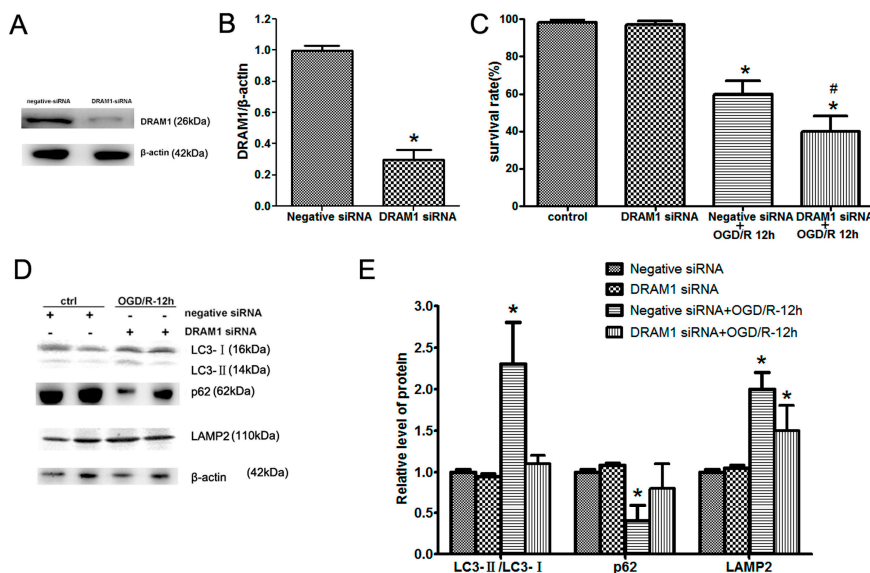 A
negative-siRNA DRAM1-siRNA
DRAM1 (26kDa)
β-actin (42kDa)
B
DRAM1/β-actin
1.2
1.0
0.8
0.6
0.4
0.2
0.0
*
Negative siRNA DRAM1 siRNA
C
survival rate(%)
100
80
60
40
20
0
*
#
*
control DRAM1 siRNA Negative siRNA DRAM1 siRNA
+ +
OGD/R 12h OGD/R 12h
D
ctrl OGD/R-12h
+ + - - negative siRNA
- - + + DRAM1 siRNA
LC3-Ⅰ (16kDa)
LC3-Ⅱ (14kDa)
p62 (62kDa)
LAMP2 (110kDa)
β-actin (42kDa)
E
Negative siRNA
DRAM1 siRNA
Negative siRNA+OGD/R-12h
DRAM1 siRNA+OGD/R-12h
Relative level of protein
3.0
2.5
2.0
1.5
1.0
0.5
0.0
*
*
*
*
LC3-Ⅱ/LC3-Ⅰ p62 LAMP2